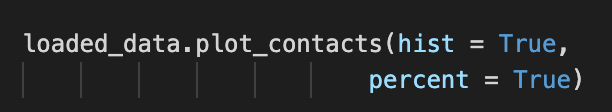 loaded_data.plot_contacts(hist = True,
percent = True)